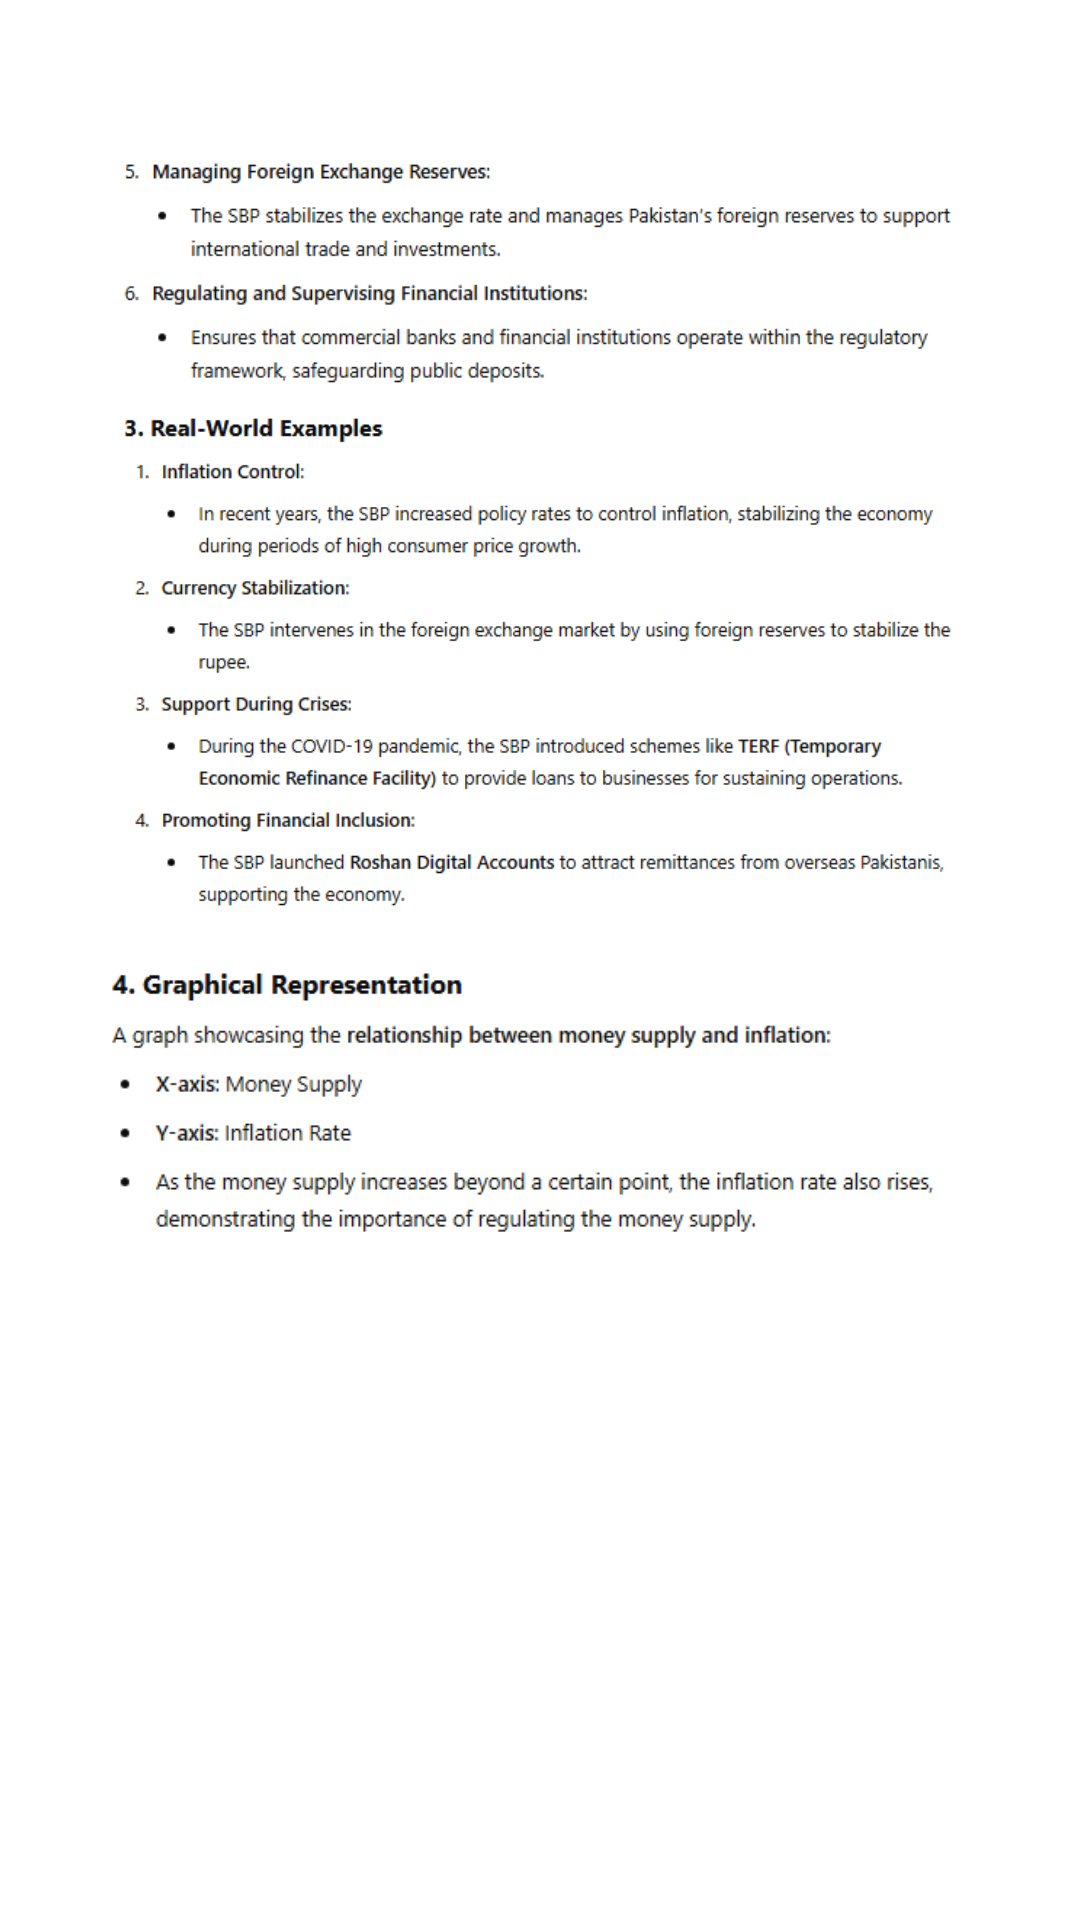 5. Managing Foreign Exchange Reserves:
• The SBP stabilizes the exchange rate and manages Pakistan's foreign reserves to support
international trade and investments.
6. Regulating and Supervising Financial Institutions:
• Ensures that commercial banks and financial institutions operate within the regulatory
framework, safeguarding public deposits.
3. Real-World Examples
1. Inflation Control:
• In recent years, the SBP increased policy rates to control inflation, stabilizing the economy
during periods of high consumer price growth.
2. Currency Stabilization:
• The SBP intervenes in the foreign exchange market by using foreign reserves to stabilize the
rupee.
3. Support During Crises:
• During the COVID-19 pandemic, the SBP introduced schemes like TERF (Temporary
Economic Refinance Facility) to provide loans to businesses for sustaining operations.
4. Promoting Financial Inclusion:
• The SBP launched Roshan Digital Accounts to attract remittances from overseas Pakistanis,
supporting the economy.
4. Graphical Representation
A graph showcasing the relationship between money supply and inflation:
• X-axis: Money Supply
• Y-axis: Inflation Rate
• As the money supply increases beyond a certain point, the inflation rate also rises,
demonstrating the importance of regulating the money supply.